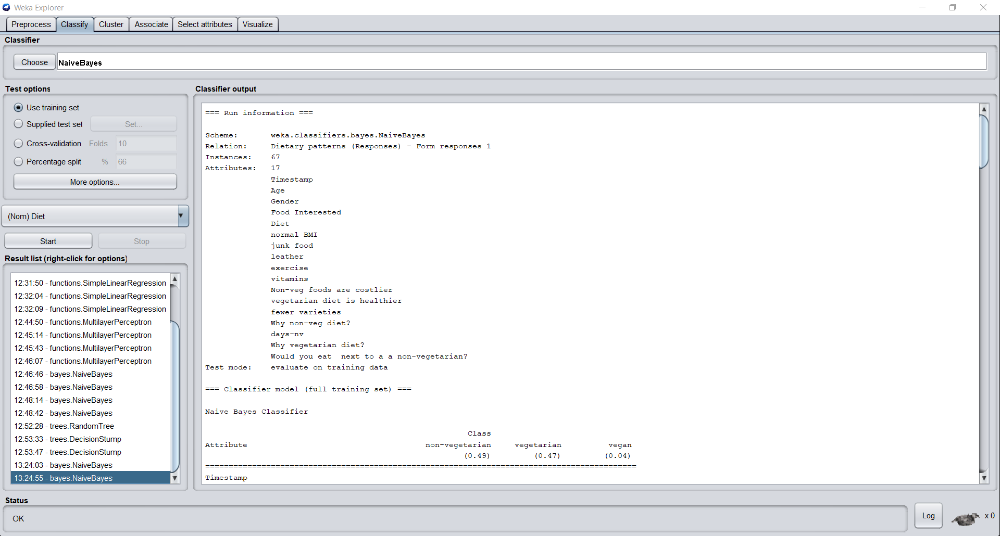 Weka Explorer
Preprocess Classify Cluster Associate Select attributes Visualize
Classifier
Choose NaiveBayes
Test options
Use training set
Supplied test set Set...
Cross-validation Folds 10
Percentage split % 66
More options...
(Nom) Diet
Start Stop
Result list (right-click for options)
12:31:50 - functions.SimpleLinearRegression
12:32:04 - functions.SimpleLinearRegression
12:32:09 - functions.SimpleLinearRegression
12:44:50 - functions.MultilayerPerceptron
12:45:14 - functions.MultilayerPerceptron
12:45:43 - functions.MultilayerPerceptron
12:46:07 - functions.MultilayerPerceptron
12:46:46 - bayes.NaiveBayes
12:46:58 - bayes.NaiveBayes
12:48:14 - bayes.NaiveBayes
12:48:42 - bayes.NaiveBayes
12:52:28 - trees.RandomTree
12:53:33 - trees.DecisionStump
12:53:47 - trees.DecisionStump
13:24:03 - bayes.NaiveBayes
13:24:55 - bayes.NaiveBayes
Classifier output
=== Run information ===
Scheme: weka.classifiers.bayes.NaiveBayes
Relation: Dietary patterns (Responses) - Form responses 1
Instances: 67
Attributes: 17
Timestamp
Age
Gender
Food Interested
Diet
normal BMI
junk food
leather
exercise
vitamins
Non-veg foods are costlier
vegetarian diet is healthier
fewer varieties
Why non-veg diet?
days-nv
Why vegetarian diet?
Would you eat  next to a a non-vegetarian?
Test mode: evaluate on training data
=== Classifier model (full training set) ===
Naive Bayes Classifier
Class
Attribute non-vegetarian vegetarian vegan
(0.49) (0.47) (0.04)
============================================================================================
Timestamp
Status
OK
Log x 0